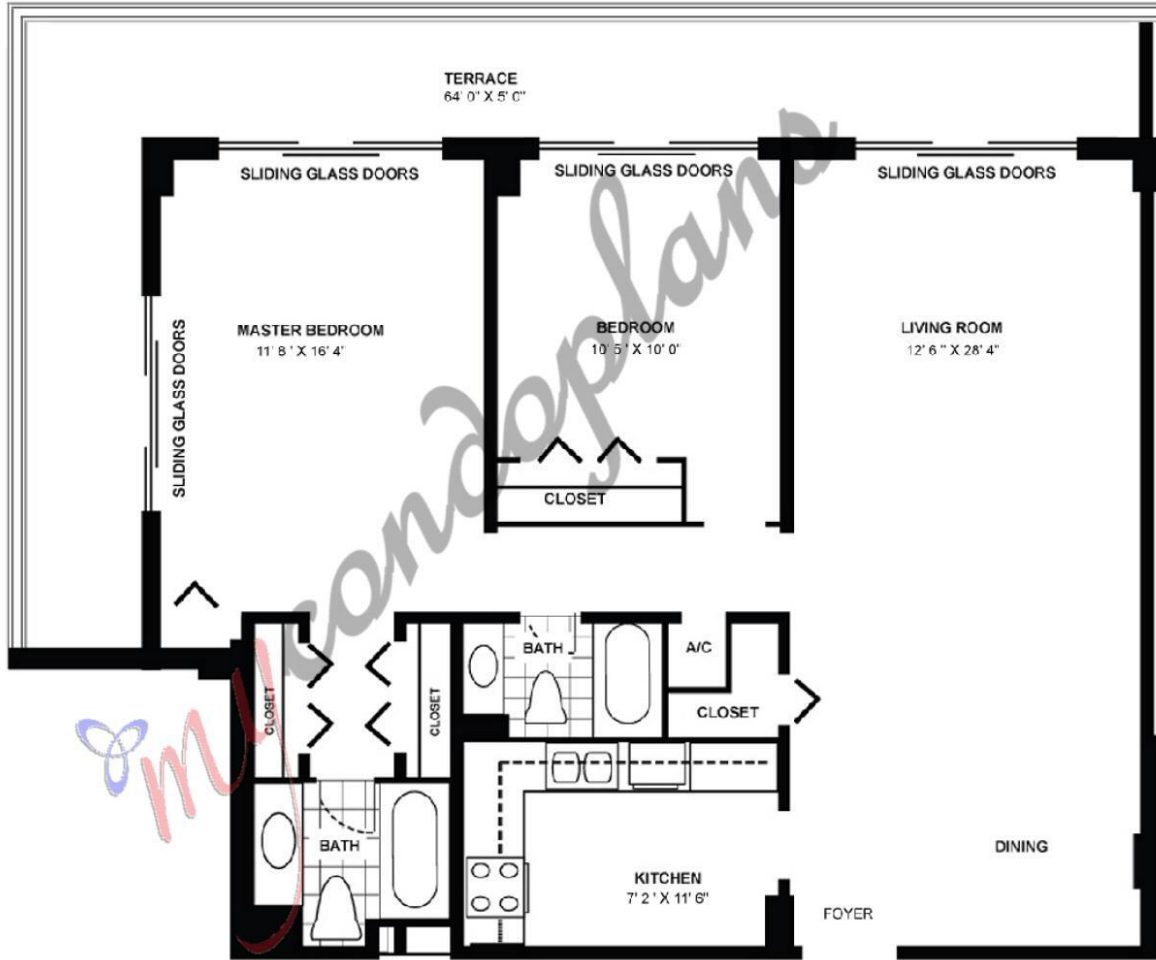 TERRACE
64' 0" X 5' 0"
SLIDING GLASS DOORS
SLIDING GLASS DOORS
SLIDING GLASS DOORS
SLIDING GLASS DOORS
MASTER BEDROOM
11' 8' X 16' 4"
BEDROOM
10' 5' X 10' 0"
LIVING ROOM
12' 6" X 28' 4"
CLOSET
CLOSET
CLOSET
BATH
A/C
CLOSET
BATH
KITCHEN
7' 2' X 11' 6"
DINING
FOYER
mycondoplans